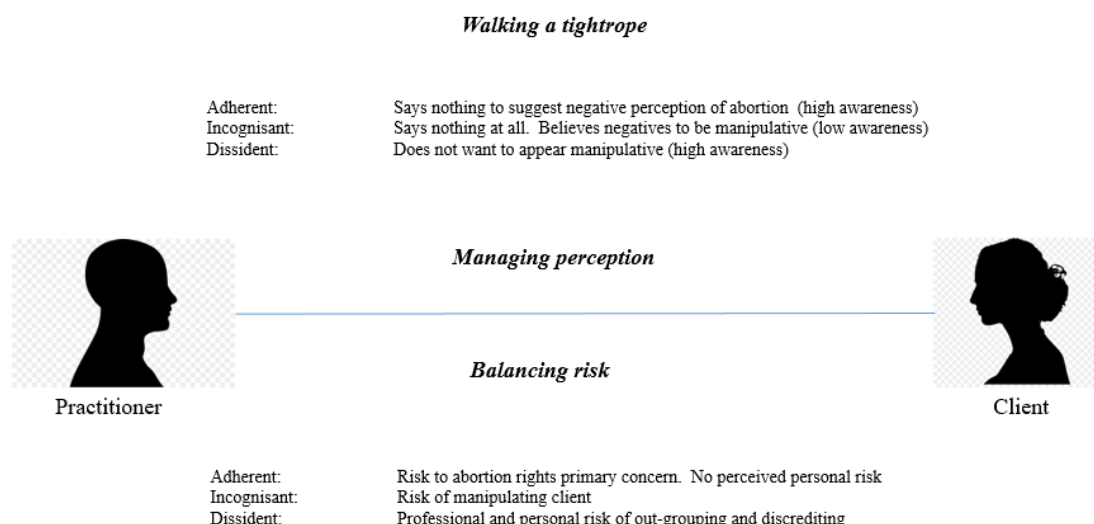 Walking a tightrope
Adherent: Says nothing to suggest negative perception of abortion (high awareness)
Incognisant: Says nothing at all. Believes negatives to be manipulative (low awareness)
Dissident: Does not want to appear manipulative (high awareness)
Managing perception
Balancing risk
Practitioner Client
Adherent: Risk to abortion rights primary concern. No perceived personal risk
Incognisant: Risk of manipulating client
Dissident: Professional and personal risk of out-grouping and discrediting